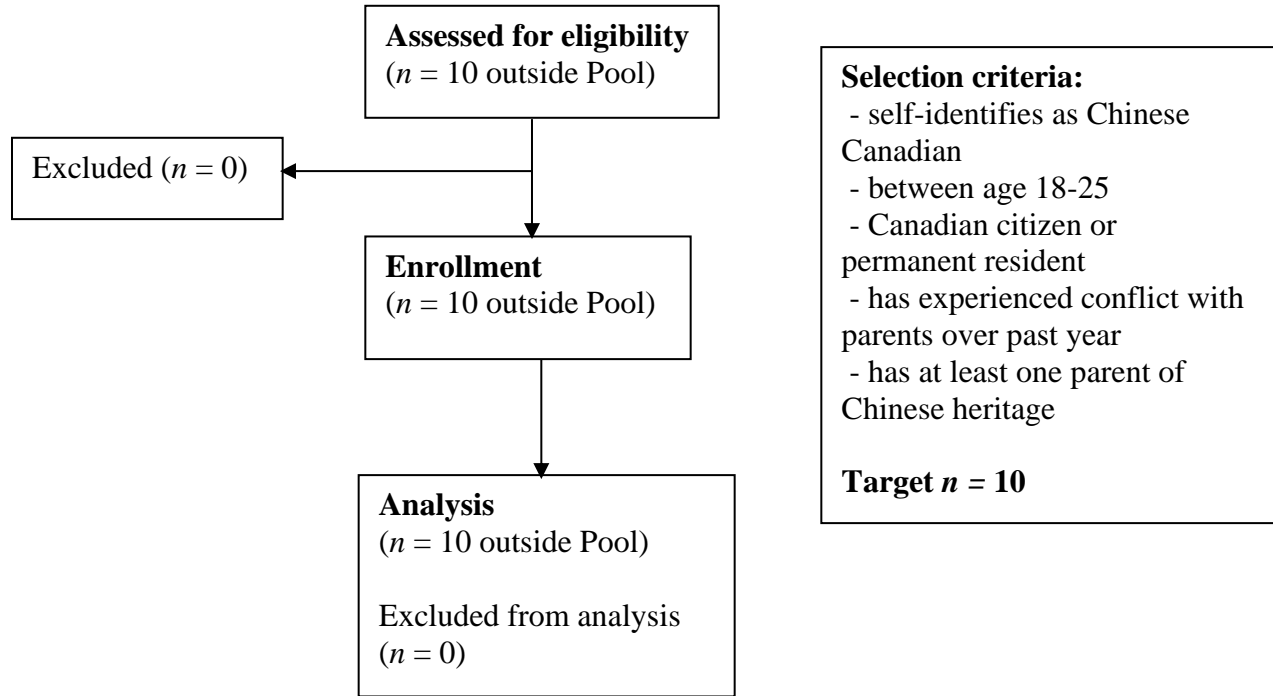 Assessed for eligibility
(n = 10 outside Pool)
Excluded (n = 0)
Enrollment
(n = 10 outside Pool)
Analysis
(n = 10 outside Pool)
Excluded from analysis
(n = 0)
Selection criteria:
- self-identifies as Chinese
Canadian
- between age 18-25
- Canadian citizen or
permanent resident
- has experienced conflict with
parents over past year
- has at least one parent of
Chinese heritage
Target n = 10